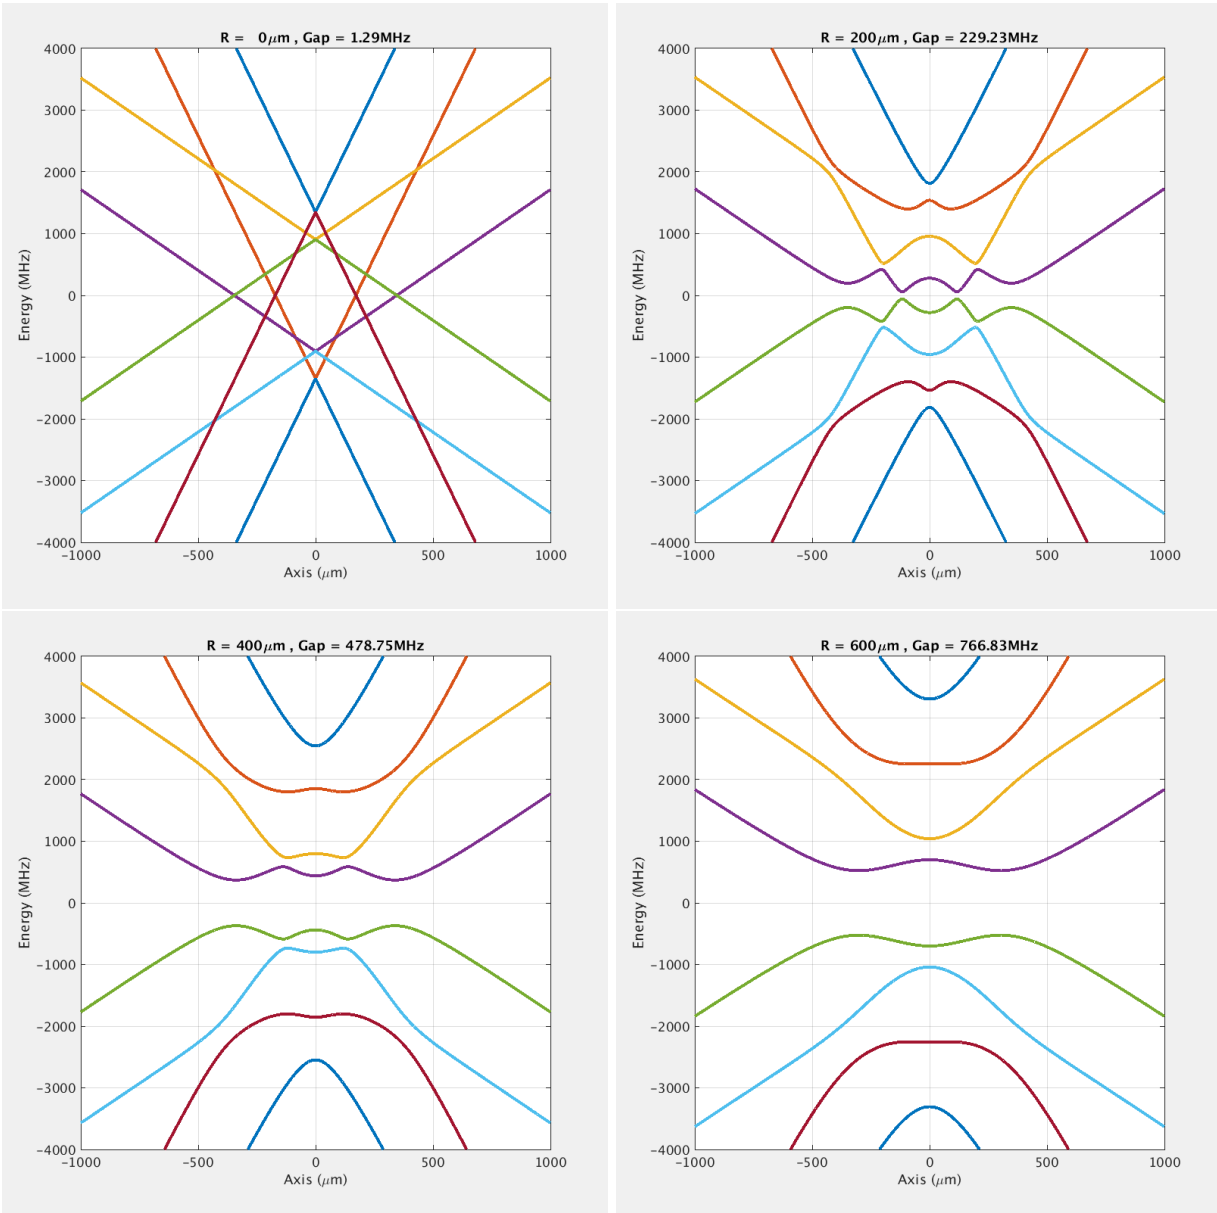 R =   0μm , Gap = 1.29MHz
4000
3000
2000
1000
0
−1000
−2000
−3000
−4000
Energy (MHz)
−1000 −500 0 500 1000
Axis (μm)
R = 200μm , Gap = 229.23MHz
4000
3000
2000
1000
0
−1000
−2000
−3000
−4000
Energy (MHz)
−1000 −500 0 500 1000
Axis (μm)
R = 400μm , Gap = 478.75MHz
4000
3000
2000
1000
0
−1000
−2000
−3000
−4000
Energy (MHz)
−1000 −500 0 500 1000
Axis (μm)
R = 600μm , Gap = 766.83MHz
4000
3000
2000
1000
0
−1000
−2000
−3000
−4000
Energy (MHz)
−1000 −500 0 500 1000
Axis (μm)